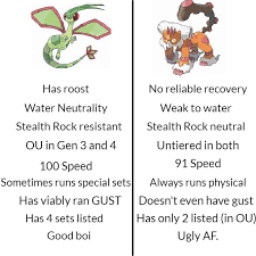 Has roost
No reliable recovery
Water Neutrality
Weak to water
Stealth Rock resistant
Stealth Rock neutral
OU in Gen 3 and 4
Untiered in both
100 Speed
91 Speed
Sometimes runs special sets
Always runs physical
Has viably ran GUST
Doesn't even have gust
Has 4 sets listed
Has only 2 listed (in OU)
Good boi
Ugly AF.